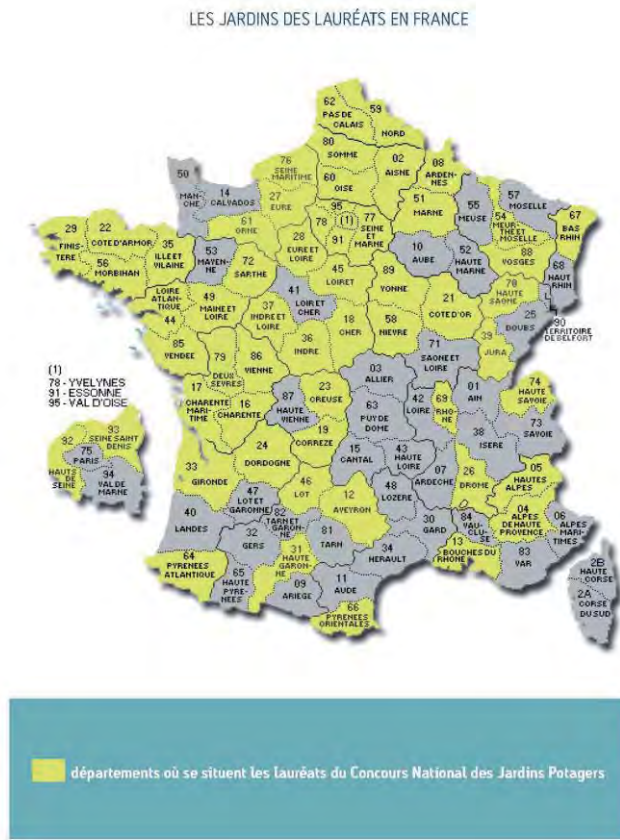 LES JARDINS DES LAURÉATS EN FRANCE
62
PAS DE
CALAIS
59
NORD
80
SOMME
02
AISNE
08
ARDEN-
NES
76
SEINE
MARITIME
60
OISE
50
MAN-
CHE
14
CALVADOS
27
EURE
95
78
(1)
91
77
SEINE
ET
MARNE
51
MARNE
55
MEUSE
57
MOSELLE
54
MEUR-
THE ET
MOSELLE
67
BAS
RHIN
61
ORNE
28
EURE ET
LOIRE
10
AUBE
52
HAUTE
MARNE
88
VOSGES
68
HAUT
RHIN
29
FINIS-
TERE
22
COTE D'ARMOR
56
MORBIHAN
35
ILLE ET
VILAINE
53
MAYEN-
NE
72
SARTHE
45
LOIRET
89
YONNE
70
HAUTE
SAONE
90
TERRITOIRE
DE BELFORT
LOIRE
ATLAN-
TIQUE
44
49
MAINE ET
LOIRE
37
INDRE ET
LOIRE
41
LOIR ET
CHER
18
CHER
58
NIEVRE
21
COTE D'OR
25
DOUBS
39
JURA
85
VENDEE
79
DEUX
SEVRES
86
VIENNE
36
INDRE
03
ALLIER
71
SAONE ET
LOIRE
(1)
78 - YVELYNES
91 - ESSONNE
95 - VAL D'OISE
17
CHARENTE
MARI-
TIME
16
CHARENTE
87
HAUTE
VIENNE
23
CREUSE
63
PUY DE
DOME
42
LOIRE
69
RHONE
01
AIN
74
HAUTE
SAVOIE
73
SAVOIE
92
HAUTS
DE
SEINE
93
SEINE SAINT
DENIS
75
PARIS
94
VAL DE
MARNE
33
GIRONDE
24
DORDOGNE
19
CORREZE
15
CANTAL
43
HAUTE
LOIRE
38
ISERE
07
ARDECHE
26
DROME
05
HAUTES
ALPES
40
LANDES
47
LOT ET
GARONNE
46
LOT
12
AVEYRON
48
LOZERE
30
GARD
84
VAU-
CLUSE
04
ALPES
DE HAUTE
PROVENCE
06
ALPES
MARI-
TIMES
82
TARN ET
GARON-
NE
32
GERS
81
TARN
34
HERAULT
13
BOUCHES DU
RHONE
83
VAR
64
PYRENEES
ATLANTIQUE
65
HAUTE
PYRE-
NEES
31
HAUTE
GARON-
NE
09
ARIEGE
11
AUDE
66
PYRENEES
ORIENTALES
2B
HAUTE
CORSE
2A
CORSE
DU SUD
départements où se situent les lauréats du Concours National des Jardins Potagers